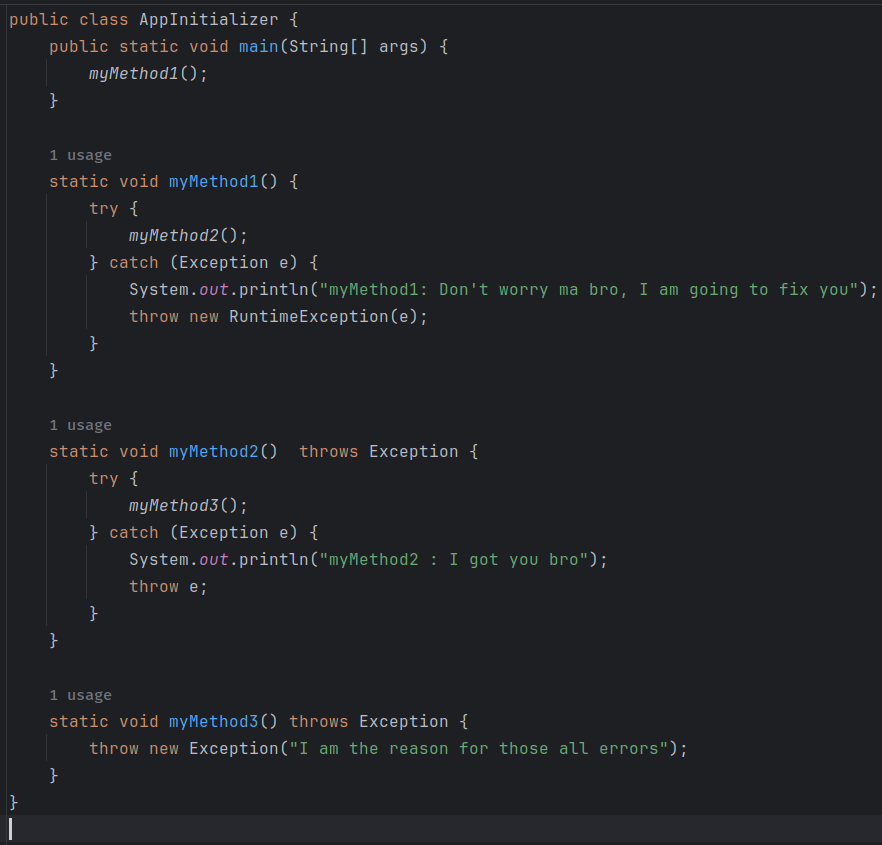 public class AppInitializer {
    public static void main(String[] args) {
        myMethod1();
    }

    1 usage
    static void myMethod1() {
        try {
            myMethod2();
        } catch (Exception e) {
            System.out.println("myMethod1: Don't worry ma bro, I am going to fix you");
            throw new RuntimeException(e);
        }
    }

    1 usage
    static void myMethod2()  throws Exception {
        try {
            myMethod3();
        } catch (Exception e) {
            System.out.println("myMethod2 : I got you bro");
            throw e;
        }
    }

    1 usage
    static void myMethod3() throws Exception {
        throw new Exception("I am the reason for those all errors");
    }
}